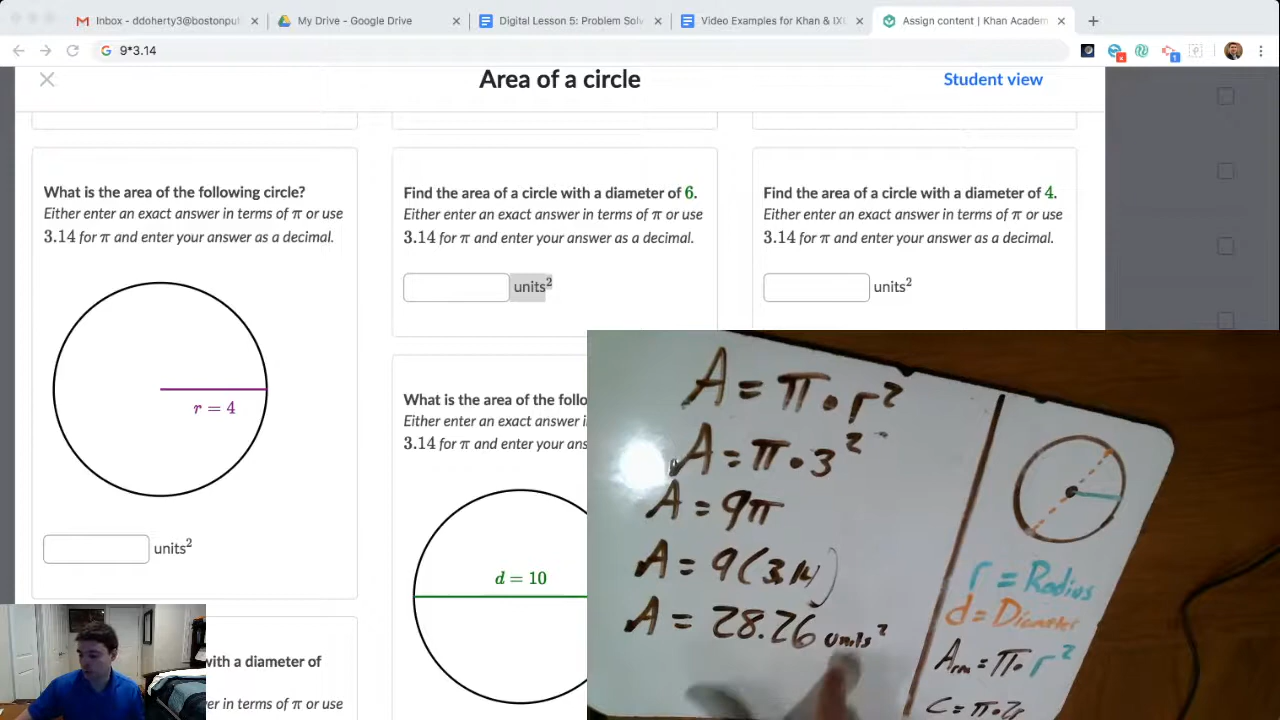 Inbox - ddoherty3@bostonpubl
My Drive - Google Drive
Digital Lesson 5: Problem Solv
Video Examples for Khan & IXL
Assign content | Khan Academ
9*3.14
Area of a circle
Student view
What is the area of the following circle?
Either enter an exact answer in terms of π or use
3.14 for π and enter your answer as a decimal.
r = 4
units²
Find the area of a circle with a diameter of 6.
Either enter an exact answer in terms of π or use
3.14 for π and enter your answer as a decimal.
units²
Find the area of a circle with a diameter of 4.
Either enter an exact answer in terms of π or use
3.14 for π and enter your answer as a decimal.
units²
What is the area of the follo
Either enter an exact answer i
3.14 for π and enter your ans
d = 10
with a diameter of
er in terms of π or use
A = π • r²
A = π • 3²
A = 9π
A = 9(3.14)
A = 28.26 units²
r = Radius
d = Diameter
= π • r²